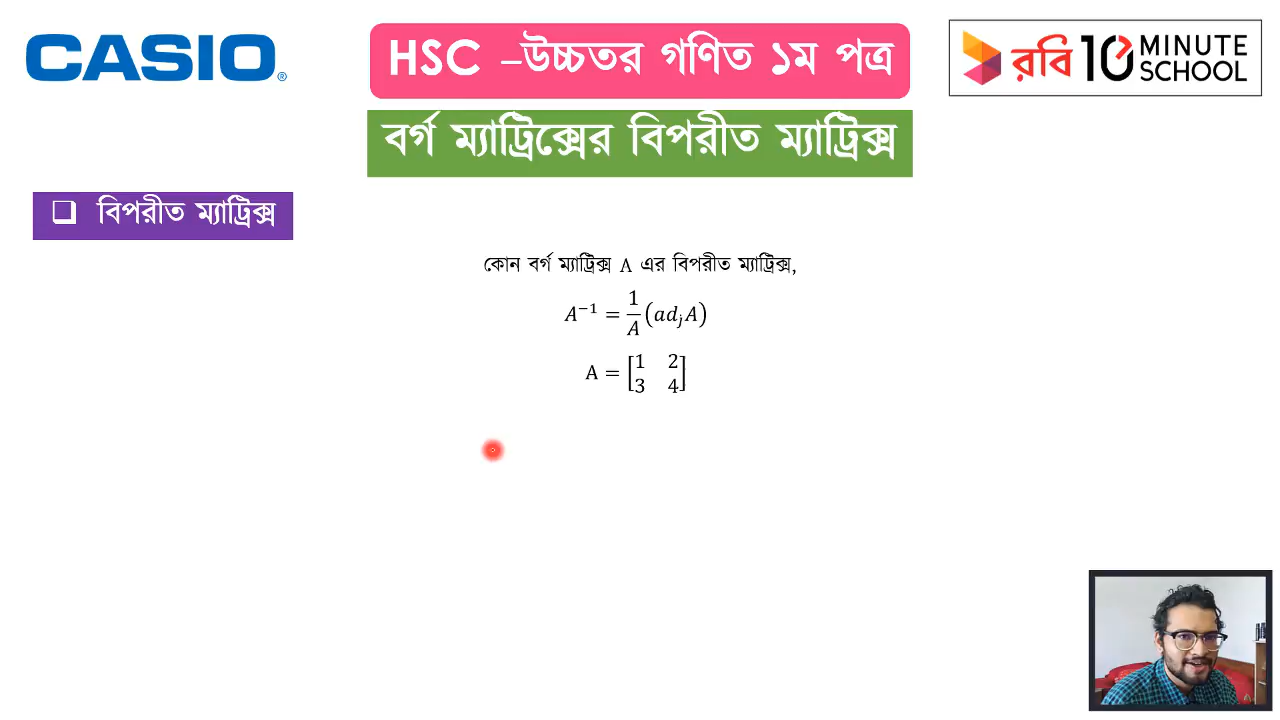 CASIO®
HSC –উচ্চতর গণিত ১ম পত্র
রবি 10 MINUTE SCHOOL
বর্গ ম্যাট্রিক্সের বিপরীত ম্যাট্রিক্স
❑ বিপরীত ম্যাট্রিক্স
কোন বর্গ ম্যাট্রিক্স A এর বিপরীত ম্যাট্রিক্স,
A⁻¹ = 1/A (adⱼA)
A = [1 2
3 4]